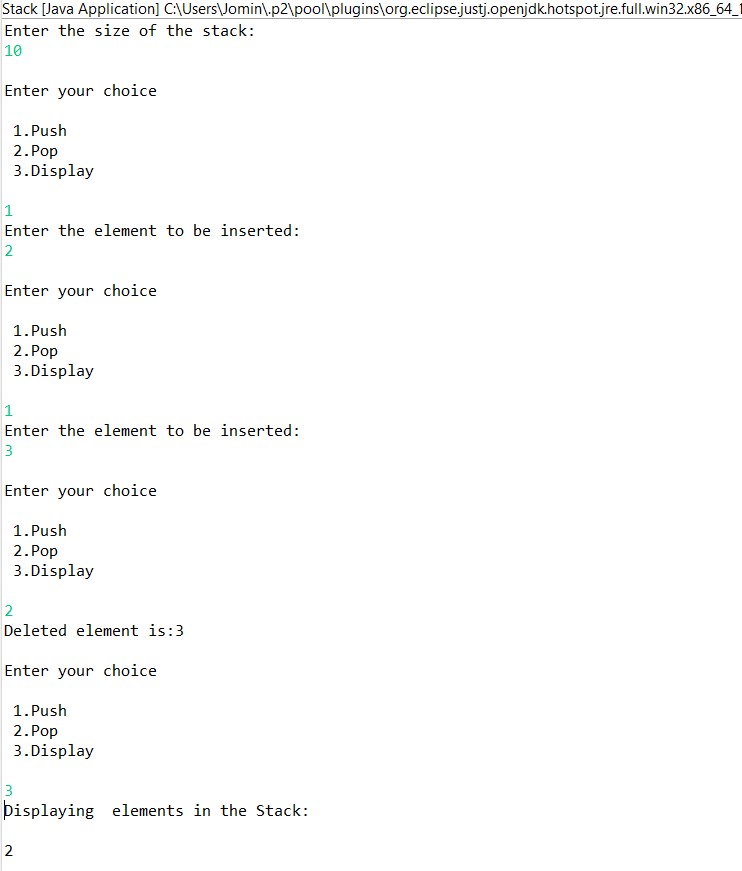 Stack [Java Application] C:\Users\Jomin\.p2\pool\plugins\org.eclipse.justj.openjdk.hotspot.jre.full.win32.x86_64_1
Enter the size of the stack:
10
Enter your choice
1.Push
2.Pop
3.Display
1
Enter the element to be inserted:
2
Enter your choice
1.Push
2.Pop
3.Display
1
Enter the element to be inserted:
3
Enter your choice
1.Push
2.Pop
3.Display
2
Deleted element is:3
Enter your choice
1.Push
2.Pop
3.Display
3
Displaying  elements in the Stack:
2